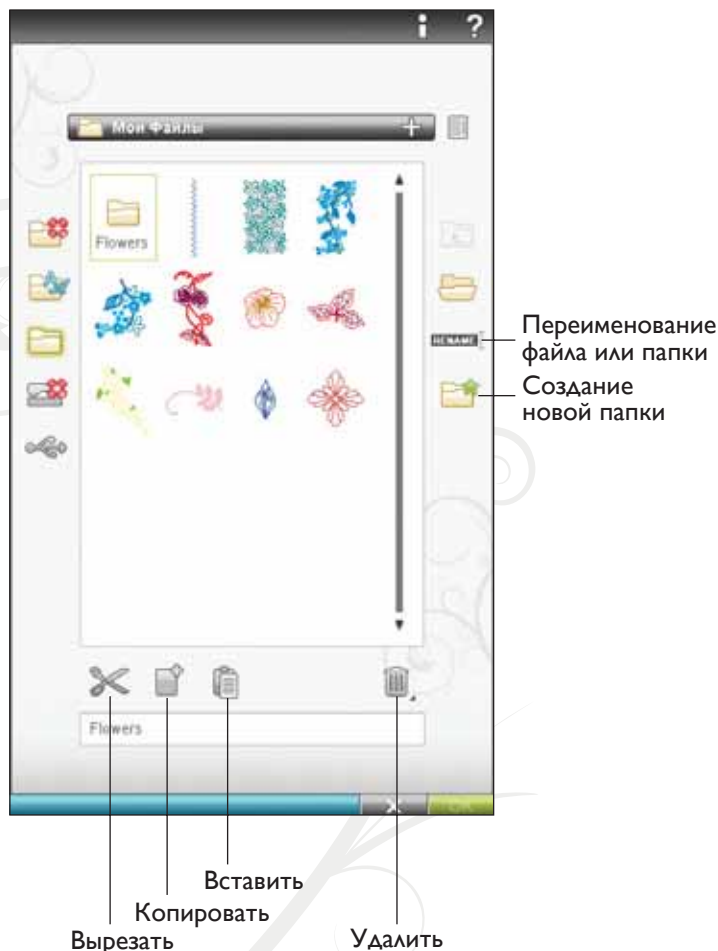 i ?
Мои Файлы
Flowers
RENAME
Переименование
файла или папки
Создание
новой папки
Flowers
Вставить
Копировать
Вырезать
Удалить